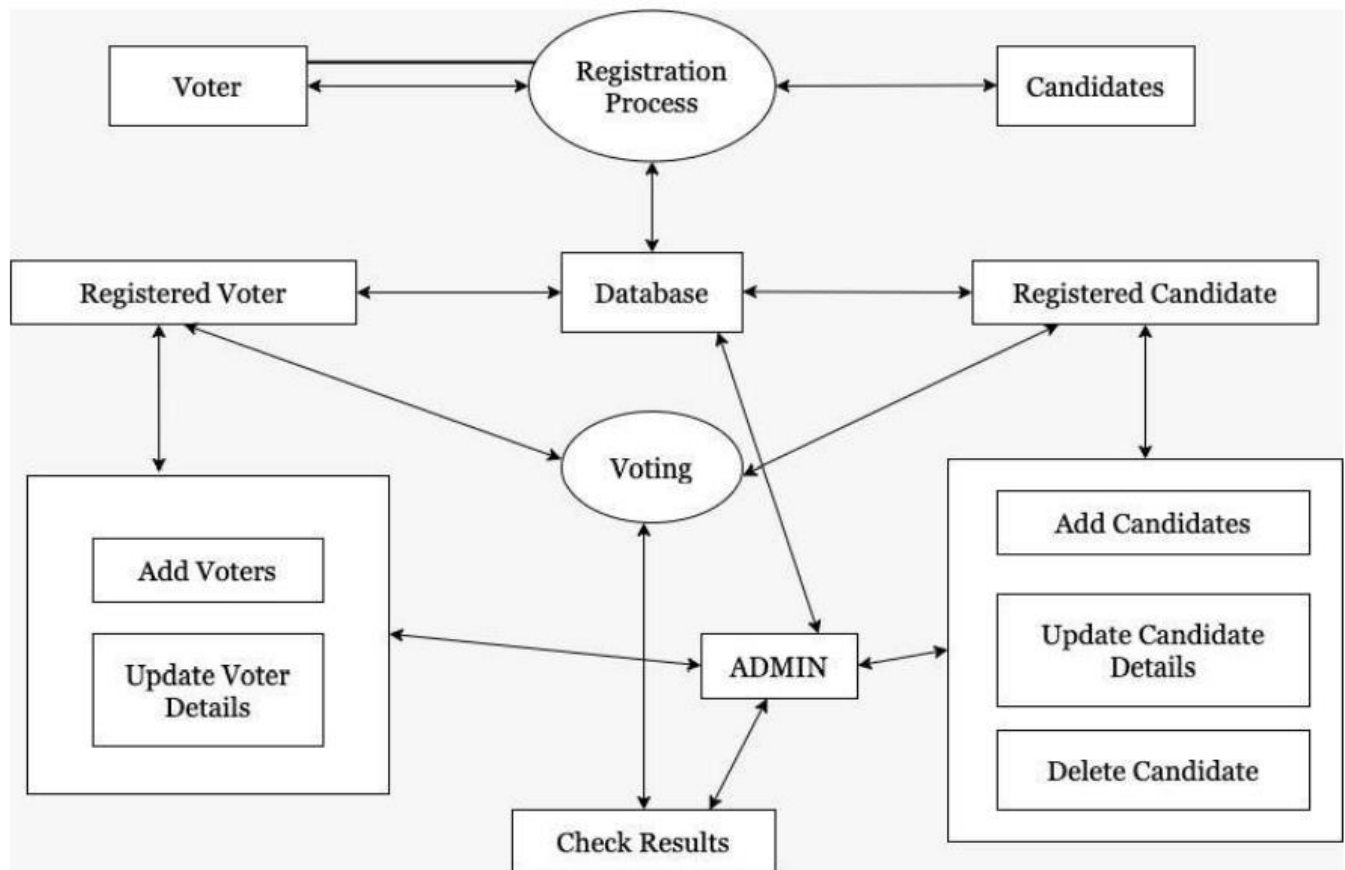 Voter
Registration
Process
Candidates
Registered Voter
Database
Registered Candidate
Voting
Add Voters
Update Voter
Details
ADMIN
Add Candidates
Update Candidate
Details
Delete Candidate
Check Results